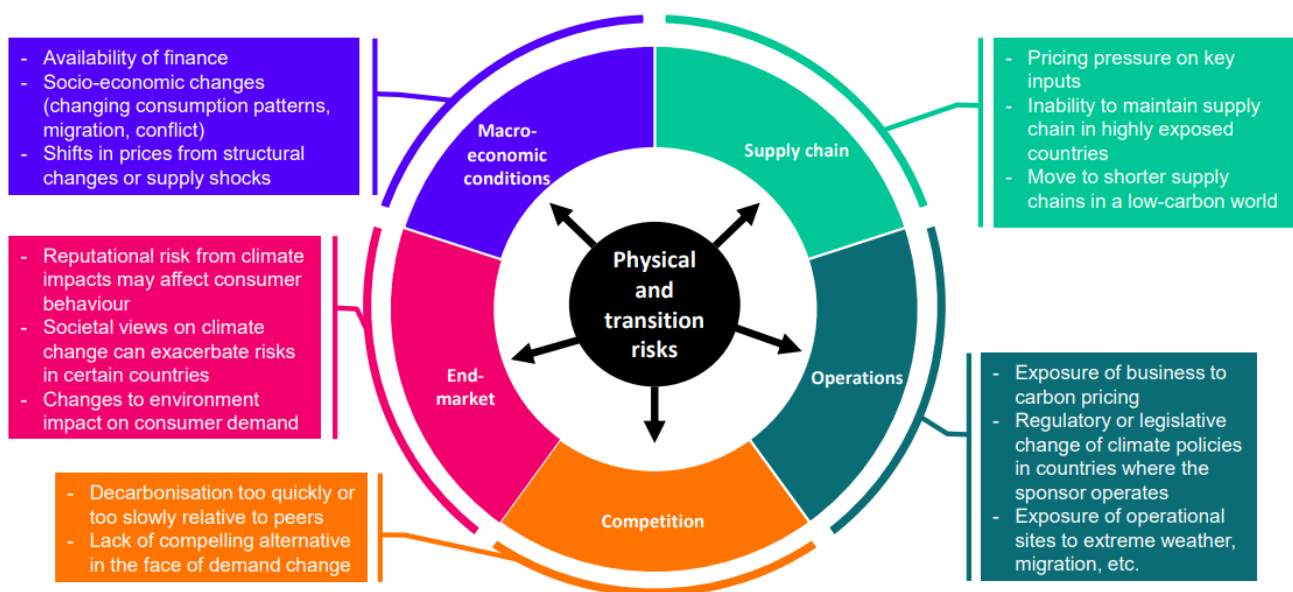 - Availability of finance
- Socio-economic changes
(changing consumption patterns,
migration, conflict)
- Shifts in prices from structural
changes or supply shocks
- Pricing pressure on key
inputs
- Inability to maintain supply
chain in highly exposed
countries
- Move to shorter supply
chains in a low-carbon world
Macro-
economic
conditions
Supply chain
- Reputational risk from climate
impacts may affect consumer
behaviour
- Societal views on climate
change can exacerbate risks
in certain countries
- Changes to environment
impact on consumer demand
Physical
and
transition
risks
End-
market
Operations
- Exposure of business to
carbon pricing
- Regulatory or legislative
change of climate policies
in countries where the
sponsor operates
- Exposure of operational
sites to extreme weather,
migration, etc.
- Decarbonisation too quickly or
too slowly relative to peers
- Lack of compelling alternative
in the face of demand change
Competition